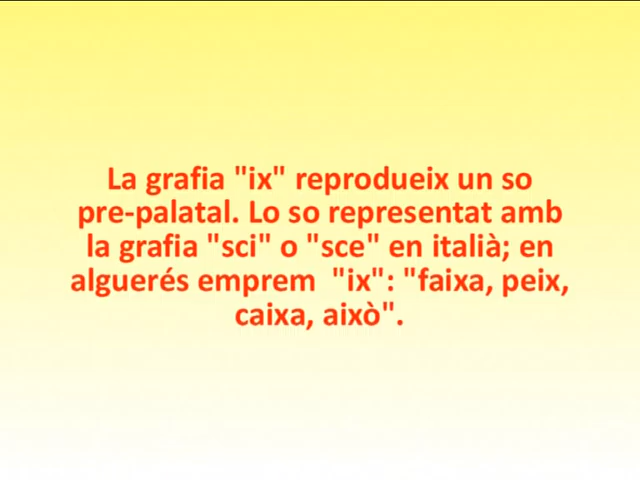 La grafia "ix" reprodueix un so
pre-palatal. Lo so representat amb
la grafia "sci" o "sce" en italià; en
alguerés emprem  "ix": "faixa, peix,
caixa, això".